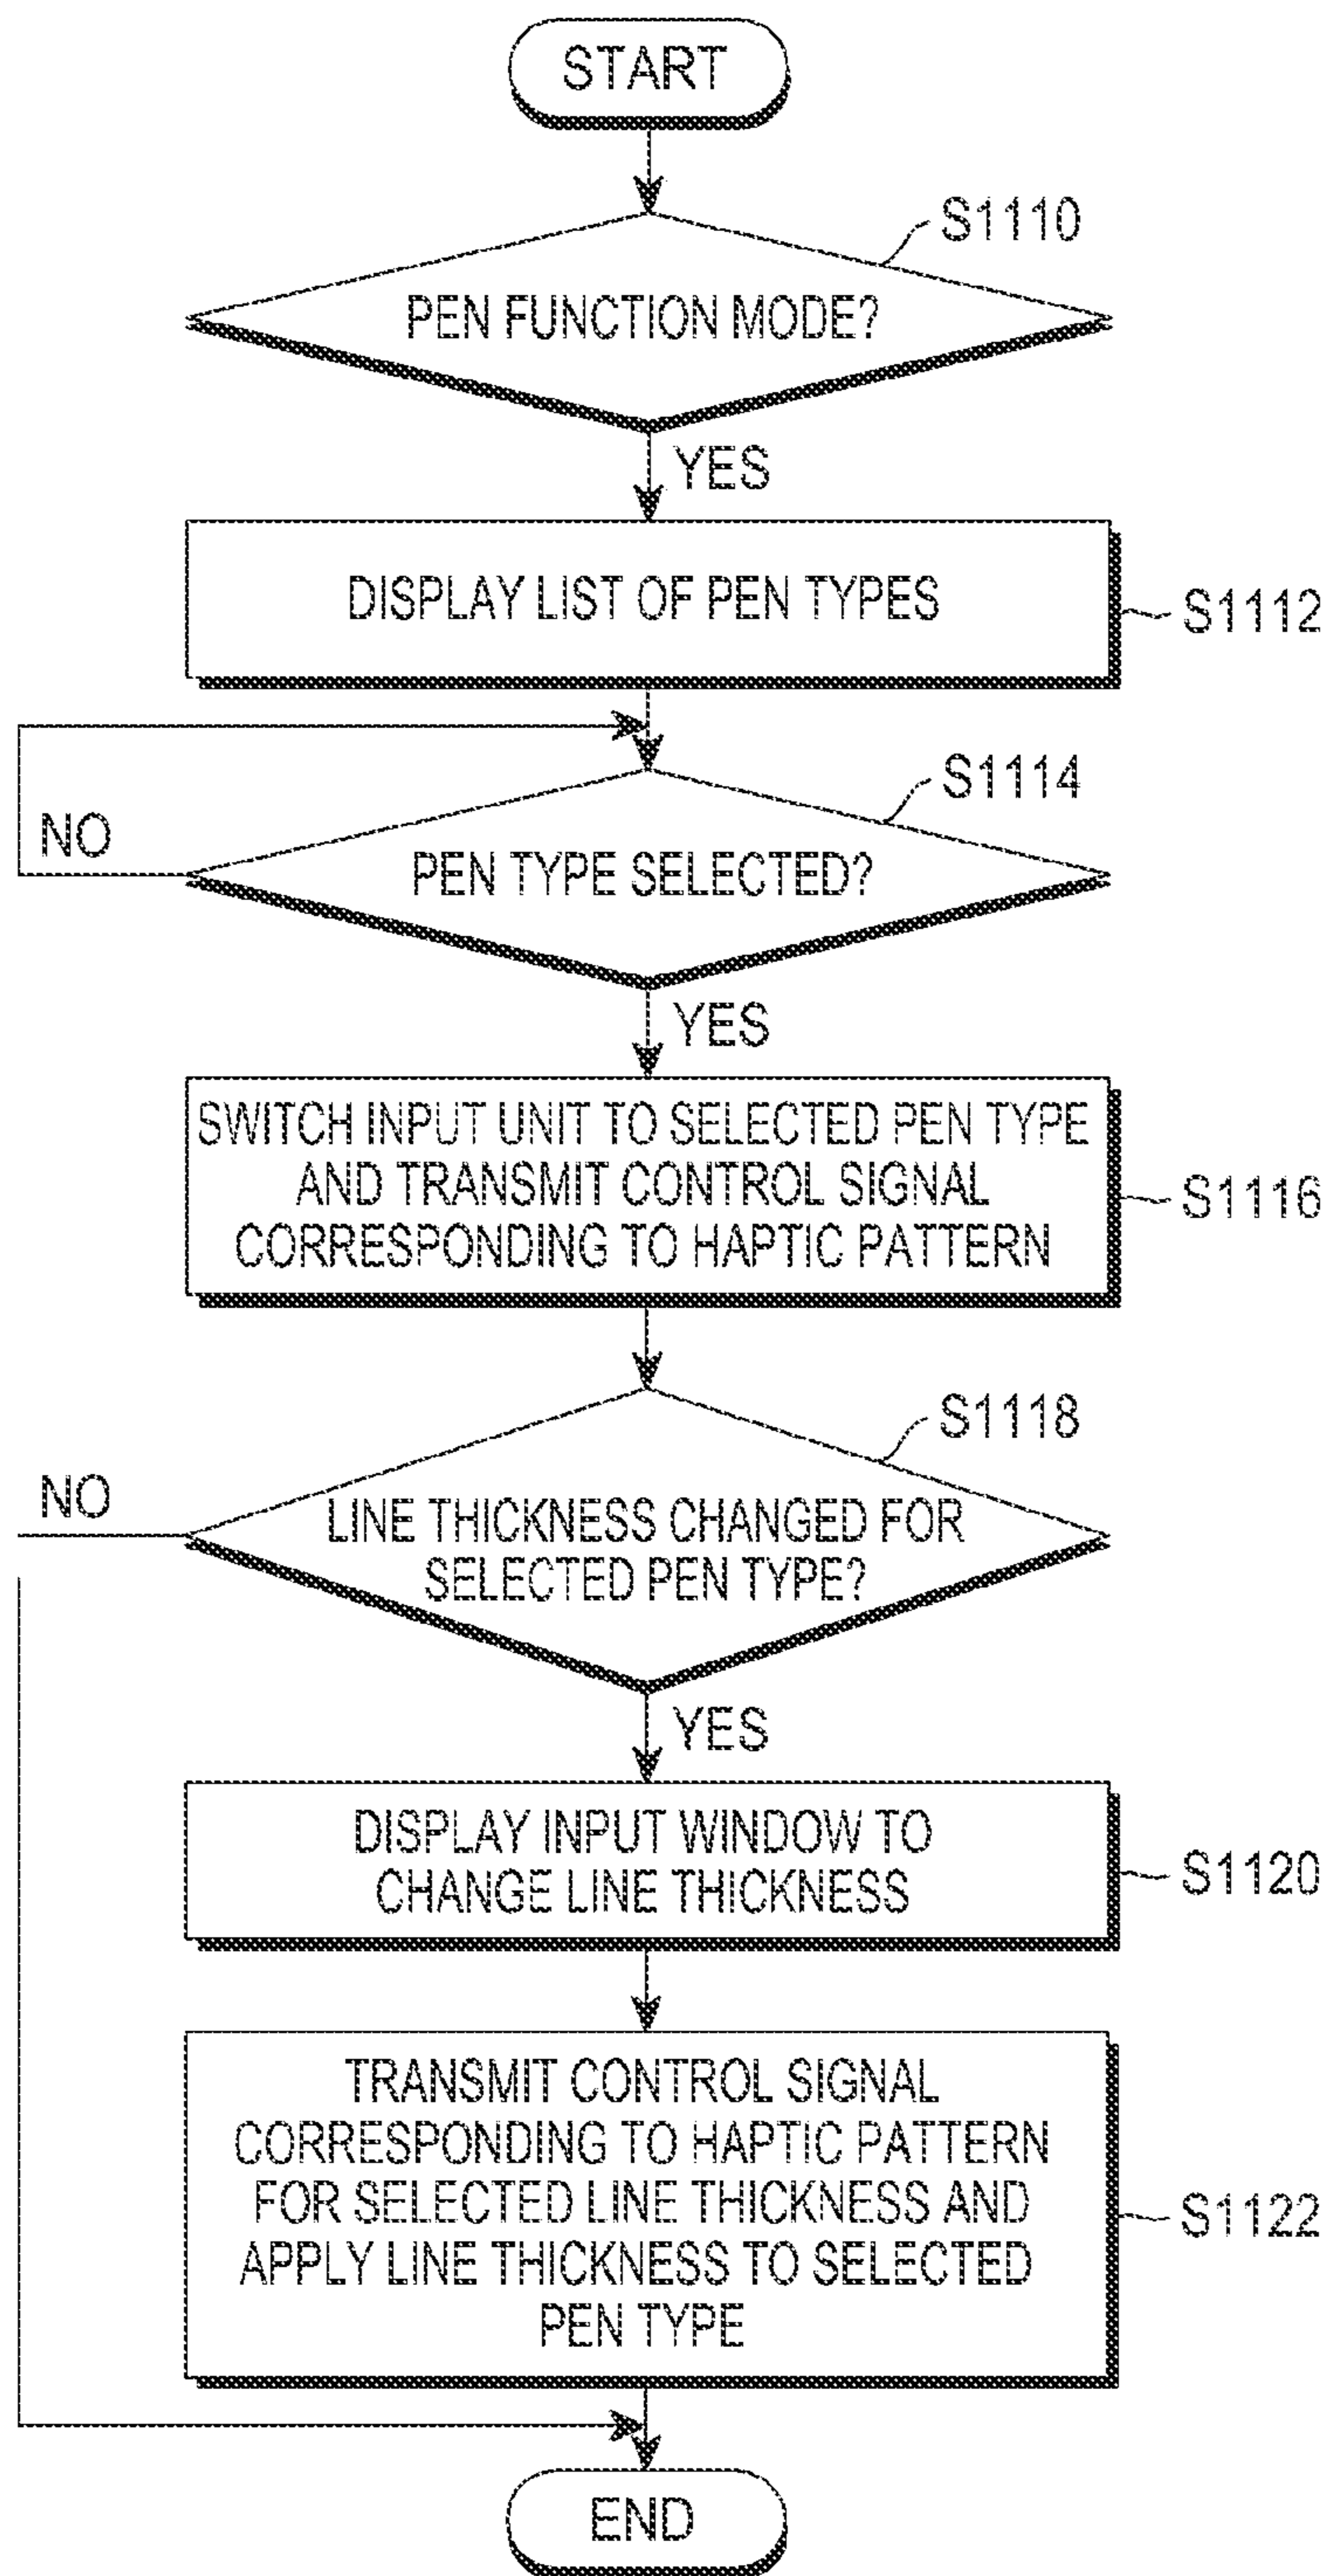 START
S1110
PEN FUNCTION MODE?
YES
DISPLAY LIST OF PEN TYPES
S1112
S1114
NO
PEN TYPE SELECTED?
YES
SWITCH INPUT UNIT TO SELECTED PEN TYPE
AND TRANSMIT CONTROL SIGNAL
CORRESPONDING TO HAPTIC PATTERN
S1116
S1118
NO
LINE THICKNESS CHANGED FOR
SELECTED PEN TYPE?
YES
DISPLAY INPUT WINDOW TO
CHANGE LINE THICKNESS
S1120
TRANSMIT CONTROL SIGNAL
CORRESPONDING TO HAPTIC PATTERN
FOR SELECTED LINE THICKNESS AND
APPLY LINE THICKNESS TO SELECTED
PEN TYPE
S1122
END